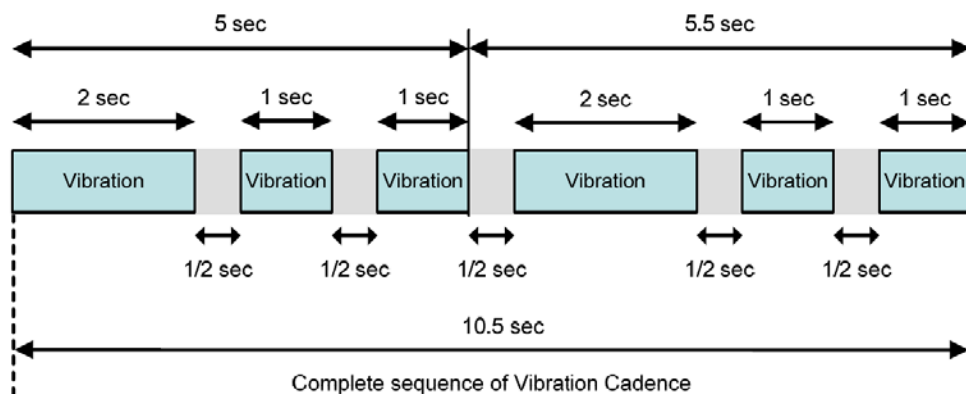 5 sec 5.5 sec
2 sec 1 sec 1 sec 2 sec 1 sec 1 sec
Vibration Vibration Vibration Vibration Vibration Vibration
1/2 sec 1/2 sec 1/2 sec 1/2 sec 1/2 sec
10.5 sec
Complete sequence of Vibration Cadence